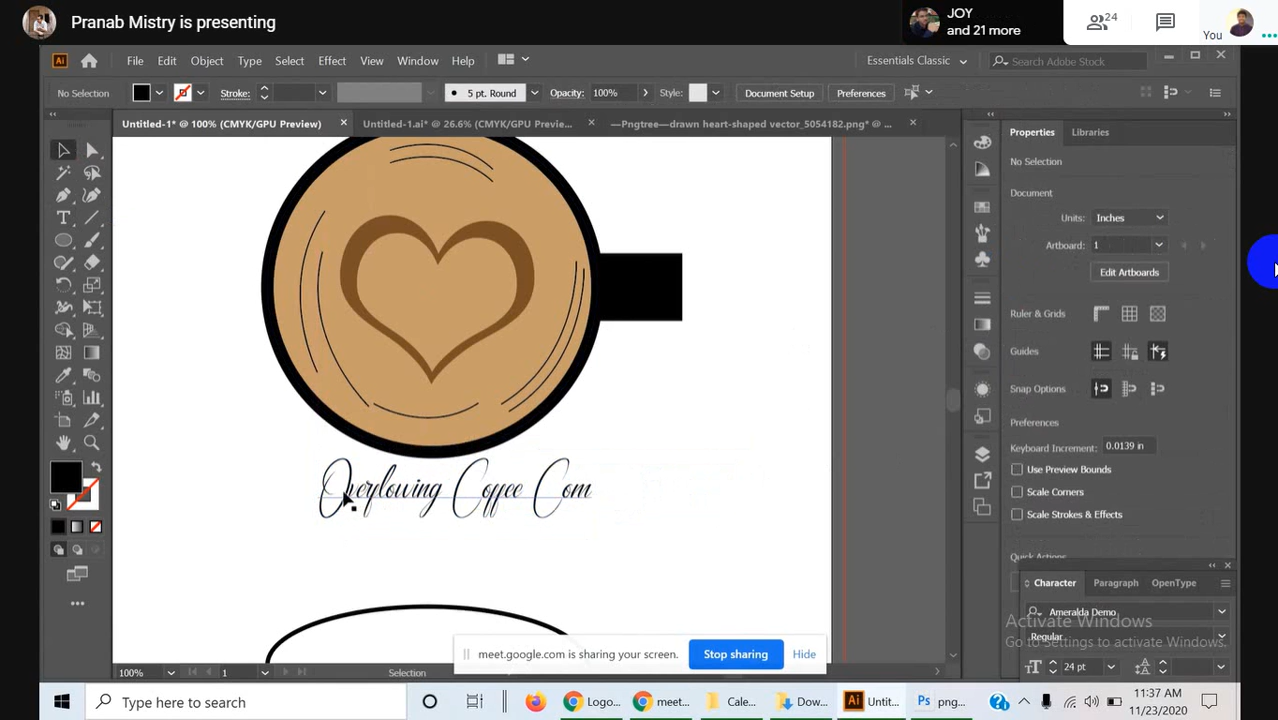 Pranab Mistry is presenting
JOY
and 21 more
24
You
Ai
File Edit Object Type Select Effect View Window Help
Essentials Classic
Search Adobe Stock
No Selection
Stroke:
5 pt. Round
Opacity: 100%
Style:
Document Setup
Preferences
Untitled-1* @ 100% (CMYK/GPU Preview)
Untitled-1.ai* @ 26.6% (CMYK/GPU Previe...
—Pngtree—drawn heart-shaped vector_5054182.png* @ ...
Properties
Libraries
No Selection
Document
Units: Inches
Artboard: 1
Edit Artboards
Ruler & Grids
Guides
Snap Options
Preferences
Keyboard Increment: 0.0139 in
Use Preview Bounds
Scale Corners
Scale Strokes & Effects
Quick Actions
Overflowing Coffee Com
Character
Paragraph
OpenType
Ameralda Demo
Regular
24 pt
Activate Windows
Go to Settings to activate Windows.
meet.google.com is sharing your screen.
Stop sharing
Hide
100%
1
Selection
Type here to search
Logo...
meet...
Cale...
Dow...
Ai
Untit...
Ps
png...
11:37 AM
11/23/2020